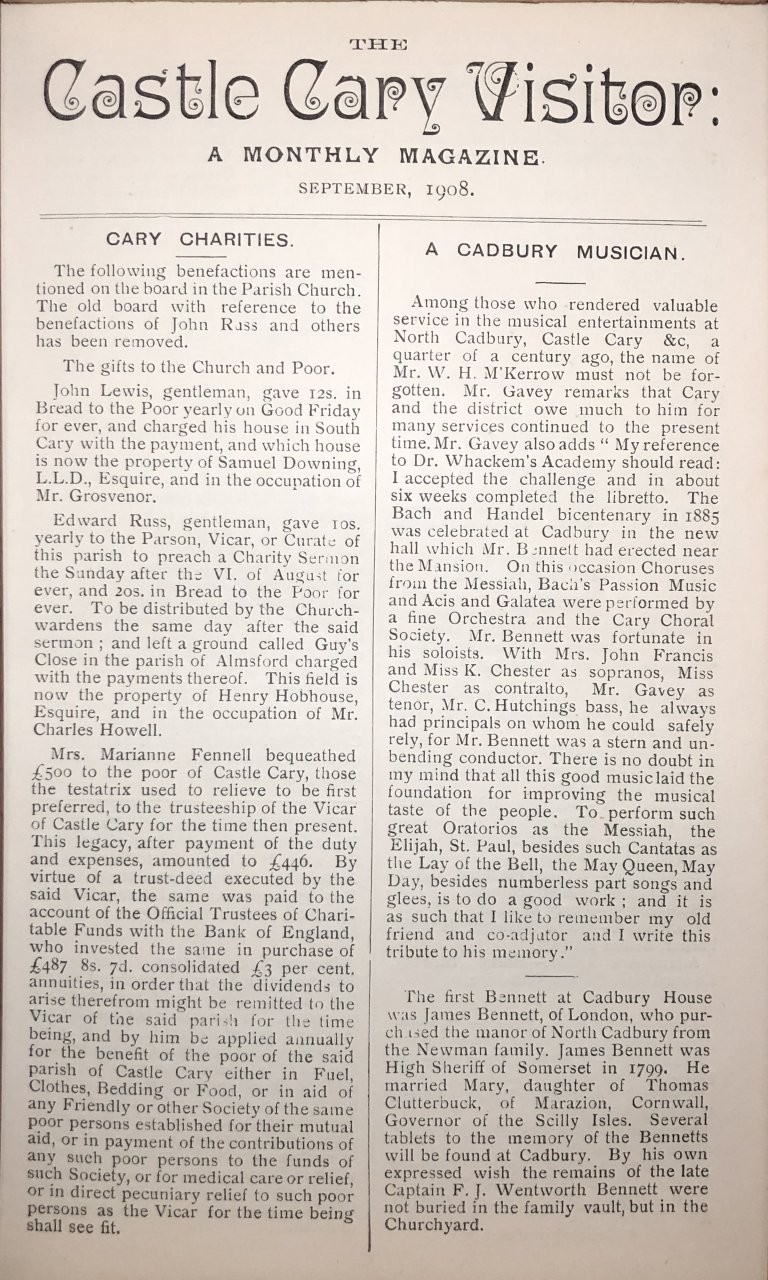 THE
Castle Cary Visitor:
A MONTHLY MAGAZINE.
SEPTEMBER, 1908.
CARY CHARITIES.
The following benefactions are men-
tioned on the board in the Parish Church.
The old board with reference to the
benefactions of John Russ and others
has been removed.
The gifts to the Church and Poor.
John Lewis, gentleman, gave 12s. in
Bread to the Poor yearly on Good Friday
for ever, and charged his house in South
Cary with the payment, and which house
is now the property of Samuel Downing,
L.L.D., Esquire, and in the occupation of
Mr. Grosvenor.
Edward Russ, gentleman, gave 10s.
yearly to the Parson, Vicar, or Curate of
this parish to preach a Charity Sermon
the Sunday after the VI. of August for
ever, and 20s. in Bread to the Poor for
ever. To be distributed by the Church-
wardens the same day after the said
sermon ; and left a ground called Guy's
Close in the parish of Almsford charged
with the payments thereof. This field is
now the property of Henry Hobhouse,
Esquire, and in the occupation of Mr.
Charles Howell.
Mrs. Marianne Fennell bequeathed
£500 to the poor of Castle Cary, those
the testatrix used to relieve to be first
preferred, to the trusteeship of the Vicar
of Castle Cary for the time then present.
This legacy, after payment of the duty
and expenses, amounted to £446. By
virtue of a trust-deed executed by the
said Vicar, the same was paid to the
account of the Official Trustees of Chari-
table Funds with the Bank of England,
who invested the same in purchase of
£487 8s. 7d. consolidated £3 per cent.
annuities, in order that the dividends to
arise therefrom might be remitted to the
Vicar of the said parish for the time
being, and by him be applied annually
for the benefit of the poor of the said
parish of Castle Cary either in Fuel,
Clothes, Bedding or Food, or in aid of
any Friendly or other Society of the same
poor persons established for their mutual
aid, or in payment of the contributions of
any such poor persons to the funds of
such Society, or for medical care or relief,
or in direct pecuniary relief to such poor
persons as the Vicar for the time being
shall see fit.
A CADBURY MUSICIAN.
Among those who rendered valuable
service in the musical entertainments at
North Cadbury, Castle Cary &c, a
quarter of a century ago, the name of
Mr. W. H. M'Kerrow must not be for-
gotten. Mr. Gavey remarks that Cary
and the district owe much to him for
many services continued to the present
time. Mr. Gavey also adds " My reference
to Dr. Whackem's Academy should read:
I accepted the challenge and in about
six weeks completed the libretto. The
Bach and Handel bicentenary in 1885
was celebrated at Cadbury in the new
hall which Mr. Bennett had erected near
the Mansion. On this occasion Choruses
from the Messiah, Bach's Passion Music
and Acis and Galatea were performed by
a fine Orchestra and the Cary Choral
Society. Mr. Bennett was fortunate in
his soloists. With Mrs. John Francis
and Miss K. Chester as sopranos, Miss
Chester as contralto, Mr. Gavey as
tenor, Mr. C. Hutchings bass, he always
had principals on whom he could safely
rely, for Mr. Bennett was a stern and un-
bending conductor. There is no doubt in
my mind that all this good music laid the
foundation for improving the musical
taste of the people. To perform such
great Oratorios as the Messiah, the
Elijah, St. Paul, besides such Cantatas as
the Lay of the Bell, the May Queen, May
Day, besides numberless part songs and
glees, is to do a good work ; and it is
as such that I like to remember my old
friend and co-adjutor and I write this
tribute to his memory."
The first Bennett at Cadbury House
was James Bennett, of London, who pur-
chased the manor of North Cadbury from
the Newman family. James Bennett was
High Sheriff of Somerset in 1799. He
married Mary, daughter of Thomas
Clutterbuck, of Marazion, Cornwall,
Governor of the Scilly Isles. Several
tablets to the memory of the Bennetts
will be found at Cadbury. By his own
expressed wish the remains of the late
Captain F. J. Wentworth Bennett were
not buried in the family vault, but in the
Churchyard.